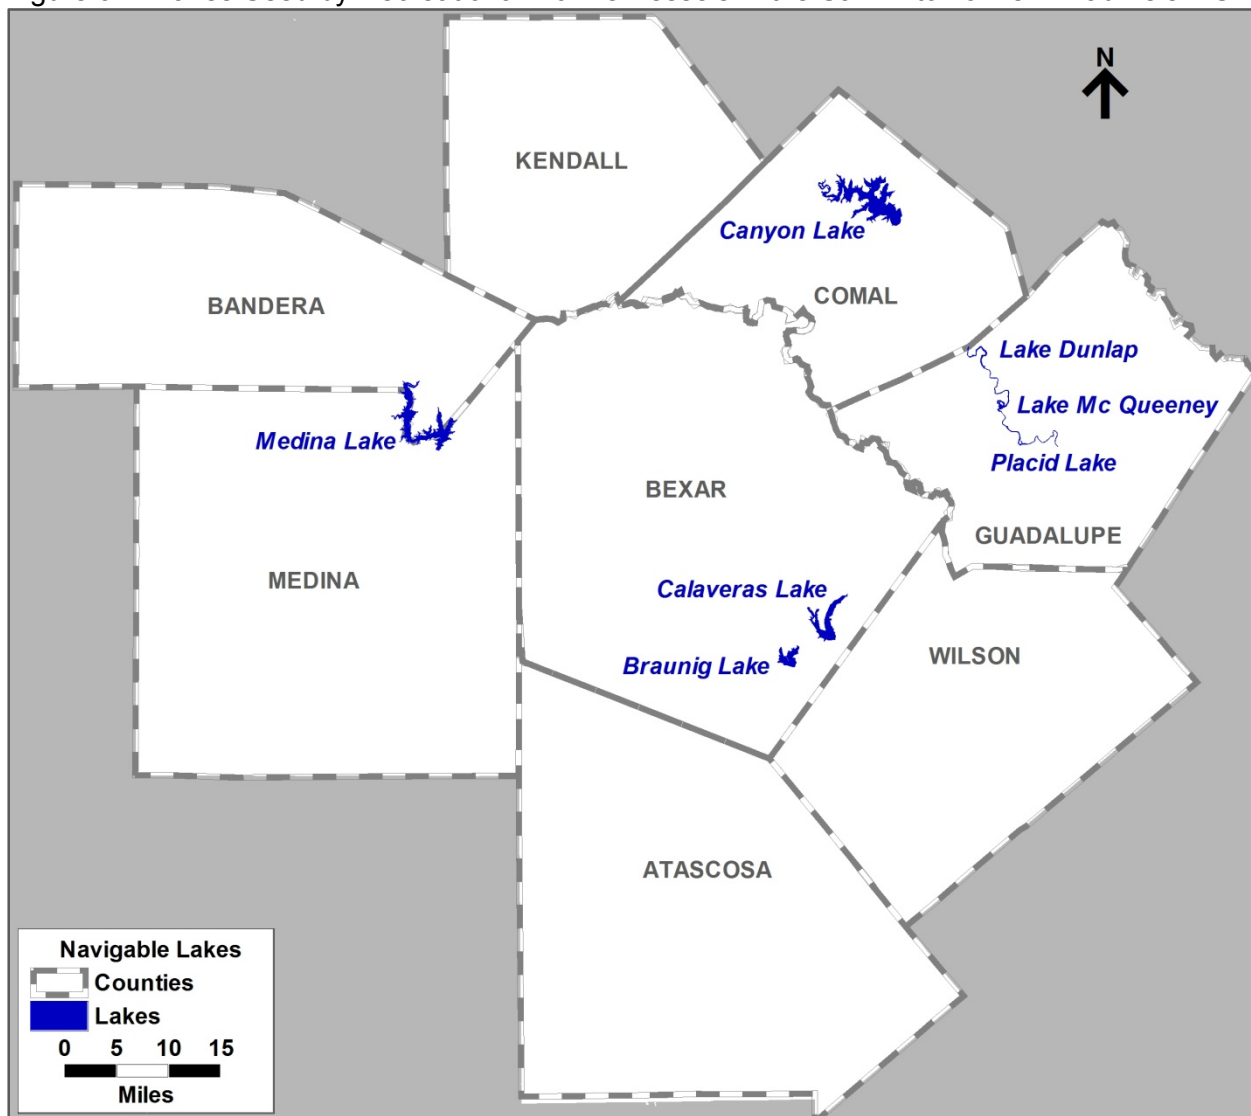 N
KENDALL
Canyon Lake
BANDERA
COMAL
Lake Dunlap
Lake Mc Queeney
Medina Lake
Placid Lake
BEXAR
GUADALUPE
MEDINA
Calaveras Lake
WILSON
Braunig Lake
ATASCOSA
Navigable Lakes
Counties
Lakes
0 5 10 15
Miles